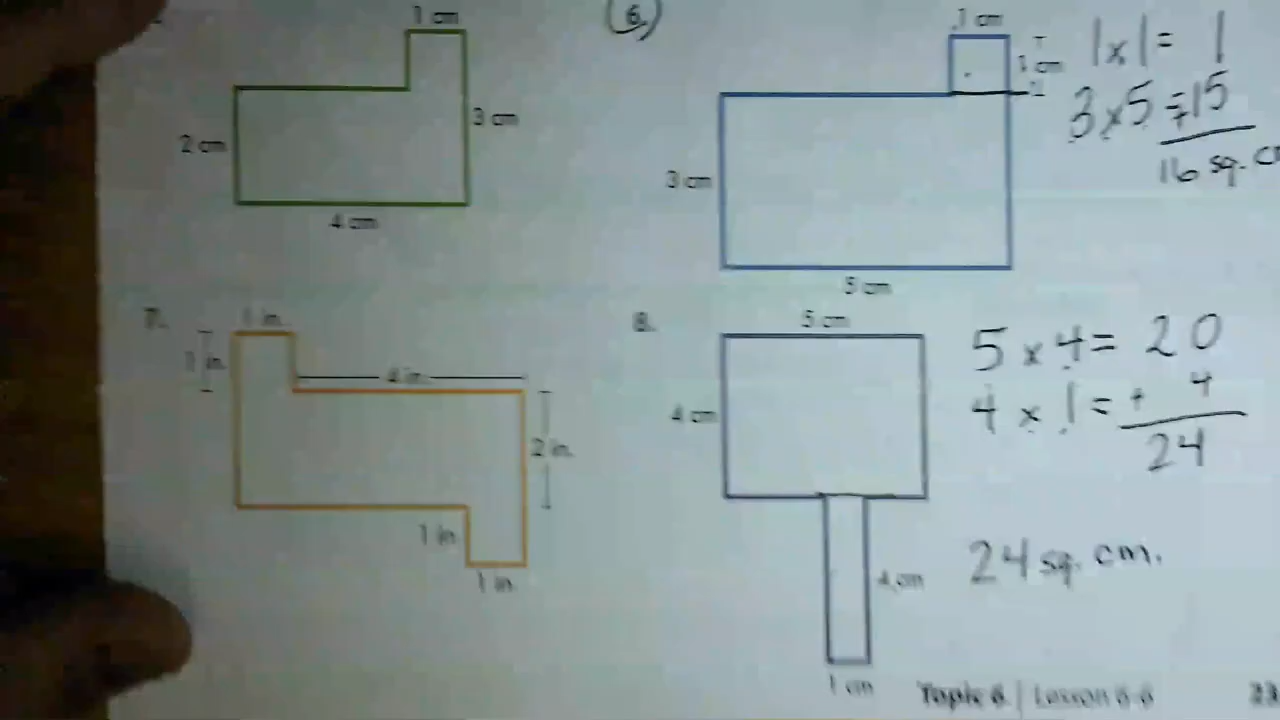 1 cm
2 cm
3 cm
4 cm
6.
1 cm
1 cm
3 cm
5 cm
1x1= 1
3x5=+15
16 sq.
7.
1 in.
1 in.
4 in.
2 in.
1 in.
1 in.
8.
5 cm
4 cm
4 cm
1 cm
5 x 4= 20
4 x 1= + 4
24
24 sq. cm.
Topic 6 | Lesson 6-6